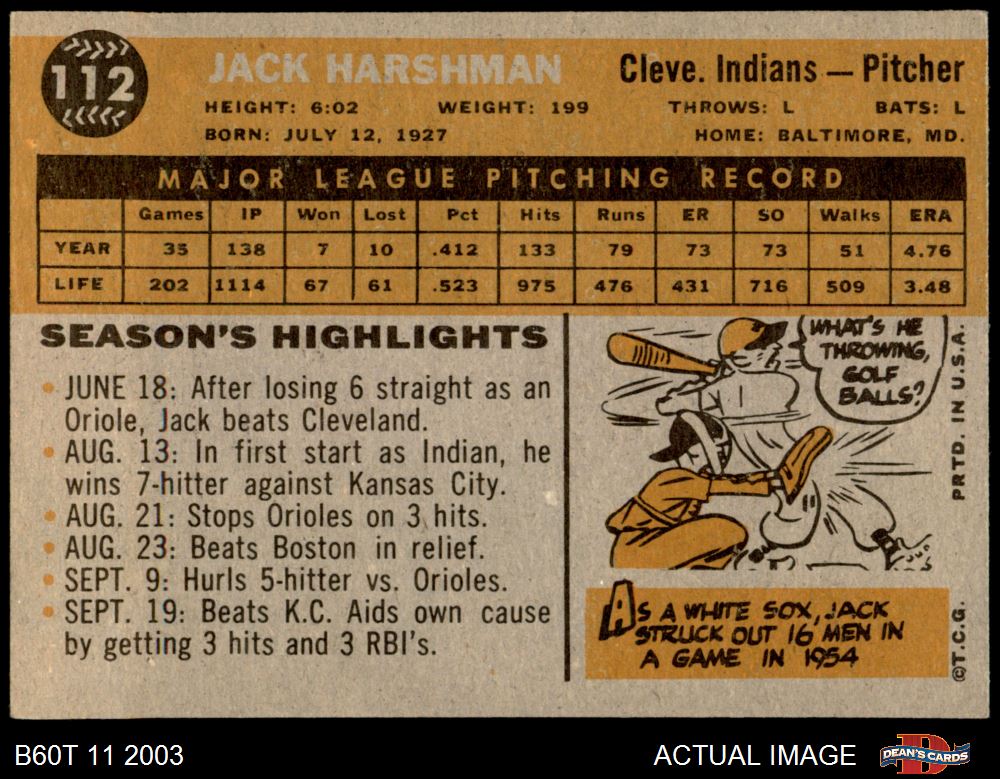 112
JACK HARSHMAN
Cleve. Indians — Pitcher
HEIGHT: 6:02 WEIGHT: 199 THROWS: L BATS: L
BORN: JULY 12, 1927 HOME: BALTIMORE, MD.
MAJOR LEAGUE PITCHING RECORD
Games IP Won Lost Pct Hits Runs ER SO Walks ERA
YEAR 35 138 7 10 .412 133 79 73 73 51 4.76
LIFE 202 1114 67 61 .523 975 476 431 716 509 3.48
SEASON'S HIGHLIGHTS
• JUNE 18: After losing 6 straight as an
Oriole, Jack beats Cleveland.
• AUG. 13: In first start as Indian, he
wins 7-hitter against Kansas City.
• AUG. 21: Stops Orioles on 3 hits.
• AUG. 23: Beats Boston in relief.
• SEPT. 9: Hurls 5-hitter vs. Orioles.
• SEPT. 19: Beats K.C. Aids own cause
by getting 3 hits and 3 RBI's.
WHAT'S HE
THROWING,
GOLF
BALLS?
AS A WHITE SOX, JACK
STRUCK OUT 16 MEN IN
A GAME IN 1954
PRTD. IN U.S.A.
©T.C.G.
B60T 11 2003
ACTUAL IMAGE
D
DEAN'S CARDS